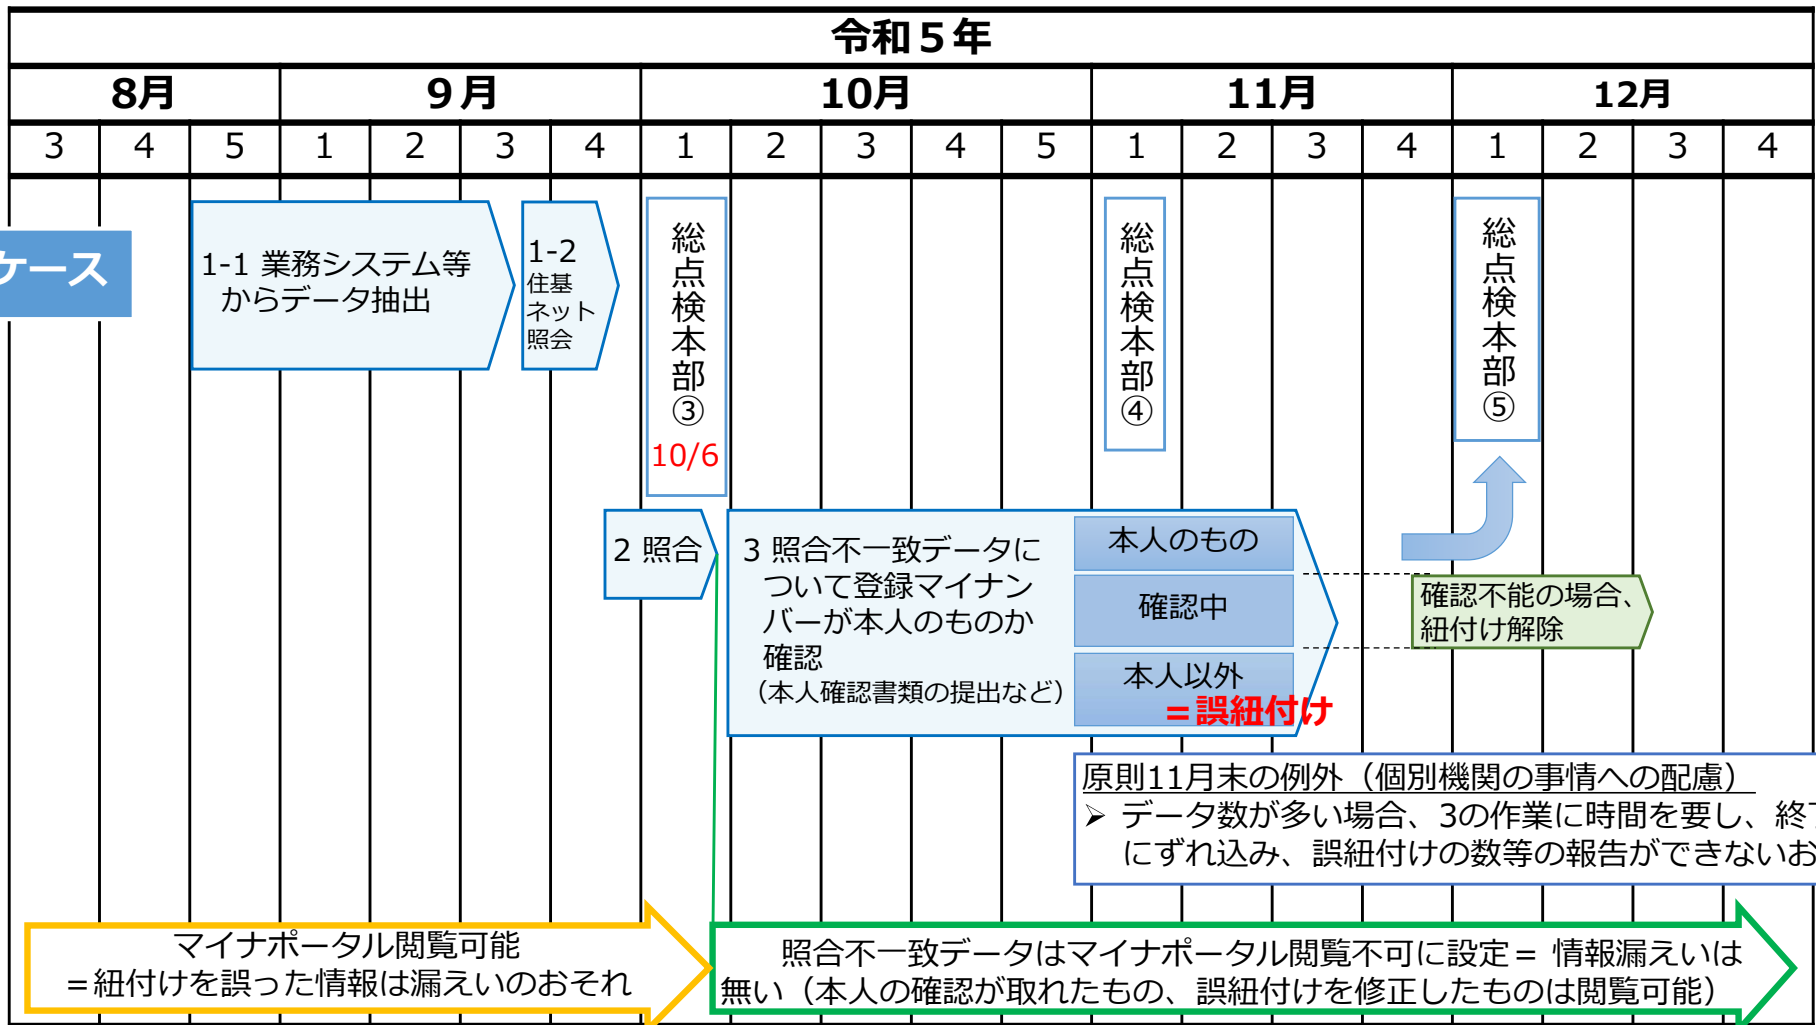 令和５年
8月 ９月 10月 11月 12月
3 4 5 1 2 3 4 1 2 3 4 5 1 2 3 4 1 2 3 4
ケース
1-1 業務システム等
からデータ抽出
1-2
住基
ネット
照会
総点検本部③
10/6
総点検本部④
総点検本部⑤
2 照合
3 照合不一致データに
ついて登録マイナン
バーが本人のものか
確認
（本人確認書類の提出など）
本人のもの
確認中
本人以外
＝誤紐付け
確認不能の場合、
紐付け解除
原則11月末の例外（個別機関の事情への配慮）
➢ データ数が多い場合、3の作業に時間を要し、終
にずれ込み、誤紐付けの数等の報告ができないお
マイナポータル閲覧可能
＝紐付けを誤った情報は漏えいのおそれ
照合不一致データはマイナポータル閲覧不可に設定＝ 情報漏えいは
無い（本人の確認が取れたもの、誤紐付けを修正したものは閲覧可能）